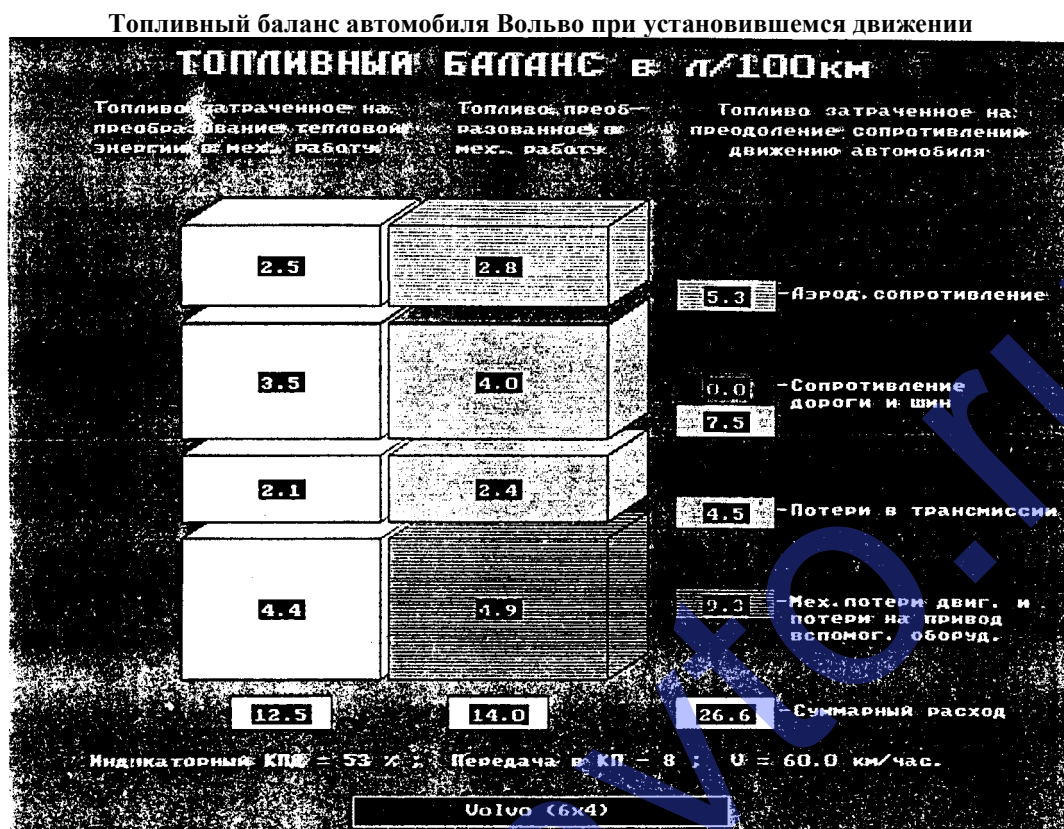 Топливный баланс автомобиля Вольво при установившемся движении
ТОПЛИВНЫЙ БАЛАНС в л/100км
Топливо затраченное на
преобразование тепловой
энергии в мех. работу
Топливо, преоб-
разованное в
мех. работу
Топливо затраченное на
преодоление сопротивлений
движению автомобиля
2.5
2.8
5.3
-Аэрод.сопротивление
3.5
4.0
0.0
-Сопротивление
дороги и шин
7.5
2.1
2.4
4.5
-Потери в трансмиссии
4.4
4.9
9.3
-Мех.потери двиг. и
потери на привод
вспомог. оборуд.
12.5
14.0
26.6
-Суммарный расход
Индикаторный КПД = 53 % ; Передача в КП - 8 ; U = 60.0 км/час.
Volvo (6x4)